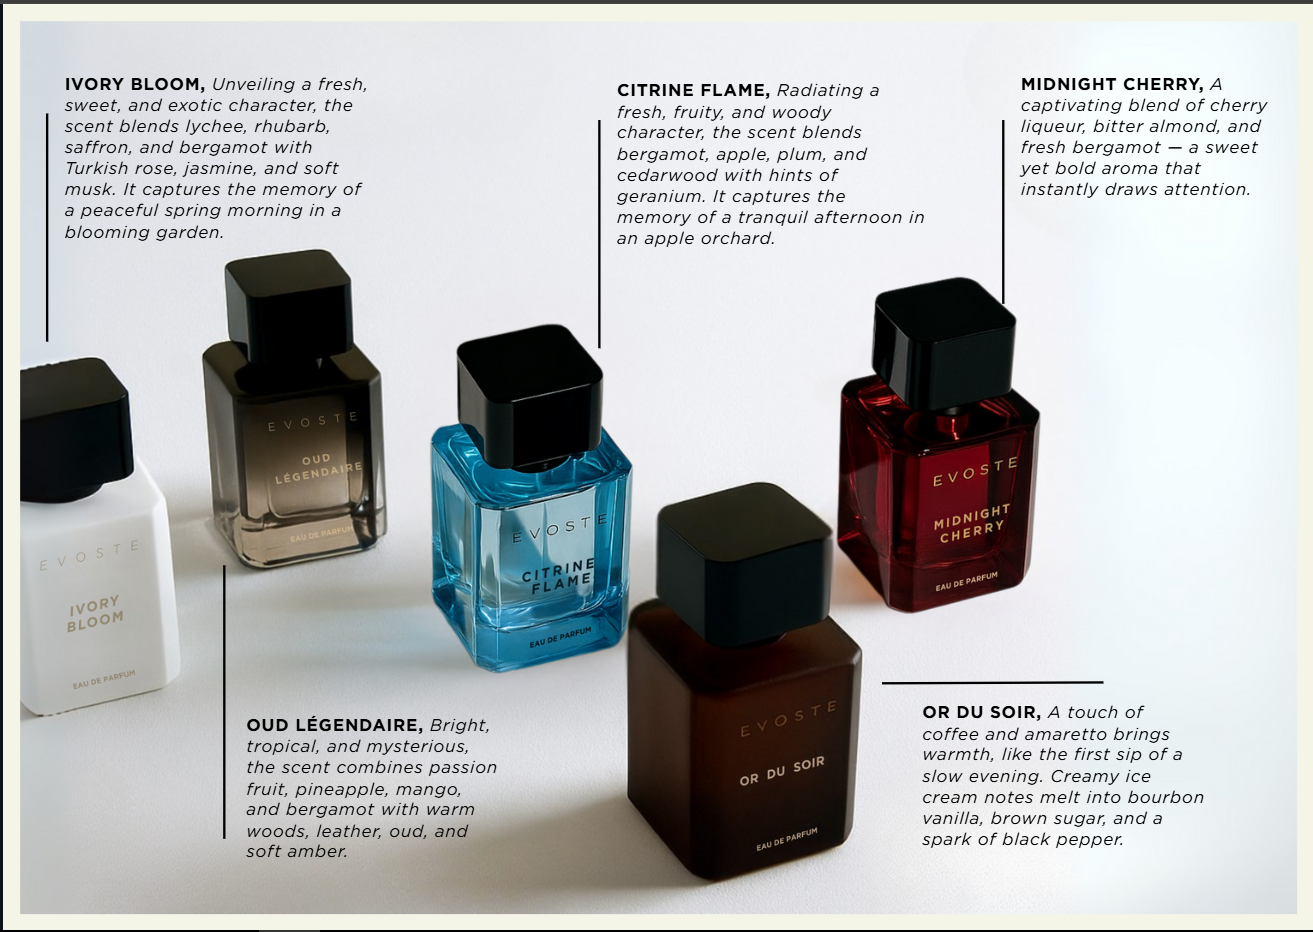 IVORY BLOOM, Unveiling a fresh,
sweet, and exotic character, the
scent blends lychee, rhubarb,
saffron, and bergamot with
Turkish rose, jasmine, and soft
musk. It captures the memory of
a peaceful spring morning in a
blooming garden.
CITRINE FLAME, Radiating a
fresh, fruity, and woody
character, the scent blends
bergamot, apple, plum, and
cedarwood with hints of
geranium. It captures the
memory of a tranquil afternoon in
an apple orchard.
MIDNIGHT CHERRY, A
captivating blend of cherry
liqueur, bitter almond, and
fresh bergamot — a sweet
yet bold aroma that
instantly draws attention.
EVOSTE
IVORY
BLOOM
EAU DE PARFUM
EVOSTE
OUD
LÉGENDAIRE
EAU DE PARFUM
EVOSTE
CITRINE
FLAME
EAU DE PARFUM
EVOSTE
OR DU SOIR
EAU DE PARFUM
EVOSTE
MIDNIGHT
CHERRY
EAU DE PARFUM
OUD LÉGENDAIRE, Bright,
tropical, and mysterious,
the scent combines passion
fruit, pineapple, mango,
and bergamot with warm
woods, leather, oud, and
soft amber.
OR DU SOIR, A touch of
coffee and amaretto brings
warmth, like the first sip of a
slow evening. Creamy ice
cream notes melt into bourbon
vanilla, brown sugar, and a
spark of black pepper.